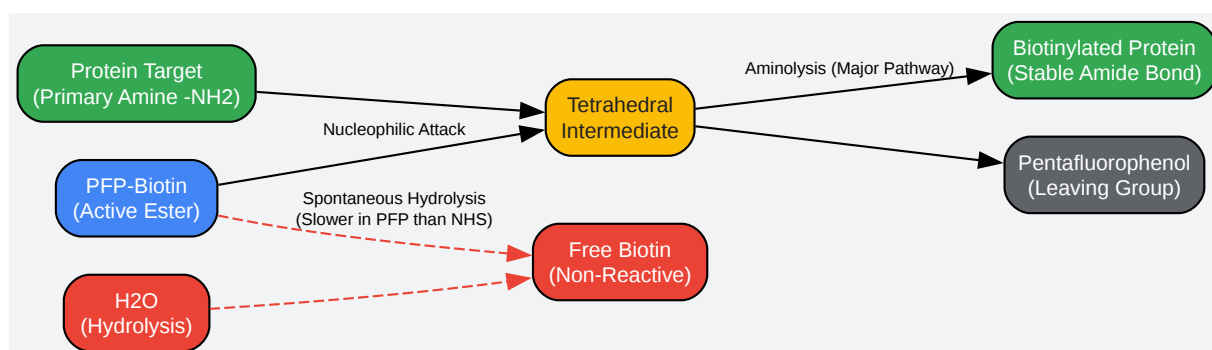 Protein Target
(Primary Amine -NH2)
Nucleophilic Attack
PFP-Biotin
(Active Ester)
Spontaneous Hydrolysis
(Slower in PFP than NHS)
H2O
(Hydrolysis)
Tetrahedral
Intermediate
Free Biotin
(Non-Reactive)
Aminolysis (Major Pathway)
Biotinylated Protein
(Stable Amide Bond)
Pentafluorophenol
(Leaving Group)